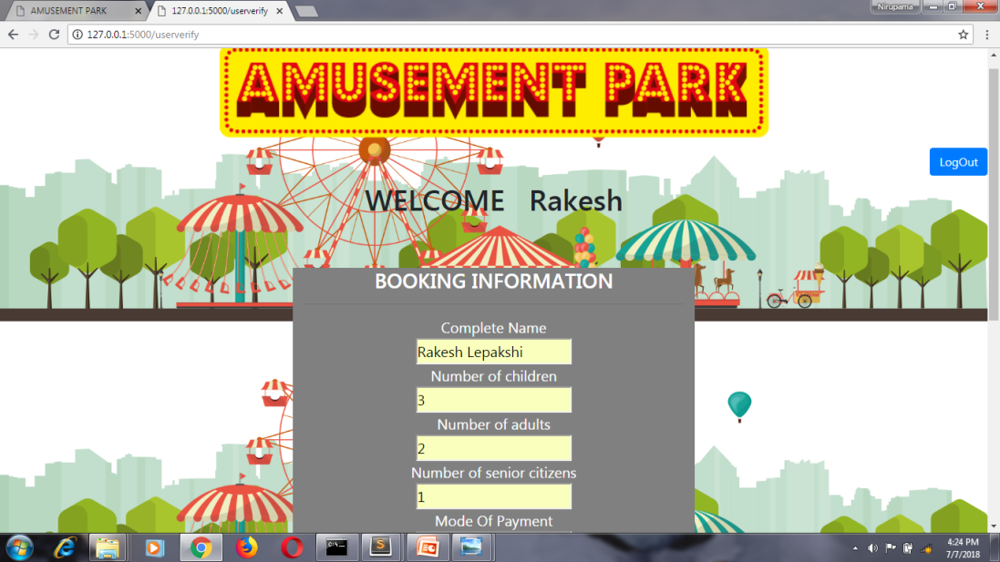 AMUSEMENT PARK
127.0.0.1:5000/userverify
Nirupama
127.0.0.1:5000/userverify
AMUSEMENT PARK
LogOut
WELCOME Rakesh
BOOKING INFORMATION
Complete Name
Rakesh Lepakshi
Number of children
3
Number of adults
2
Number of senior citizens
1
Mode Of Payment
4:24 PM
7/7/2018